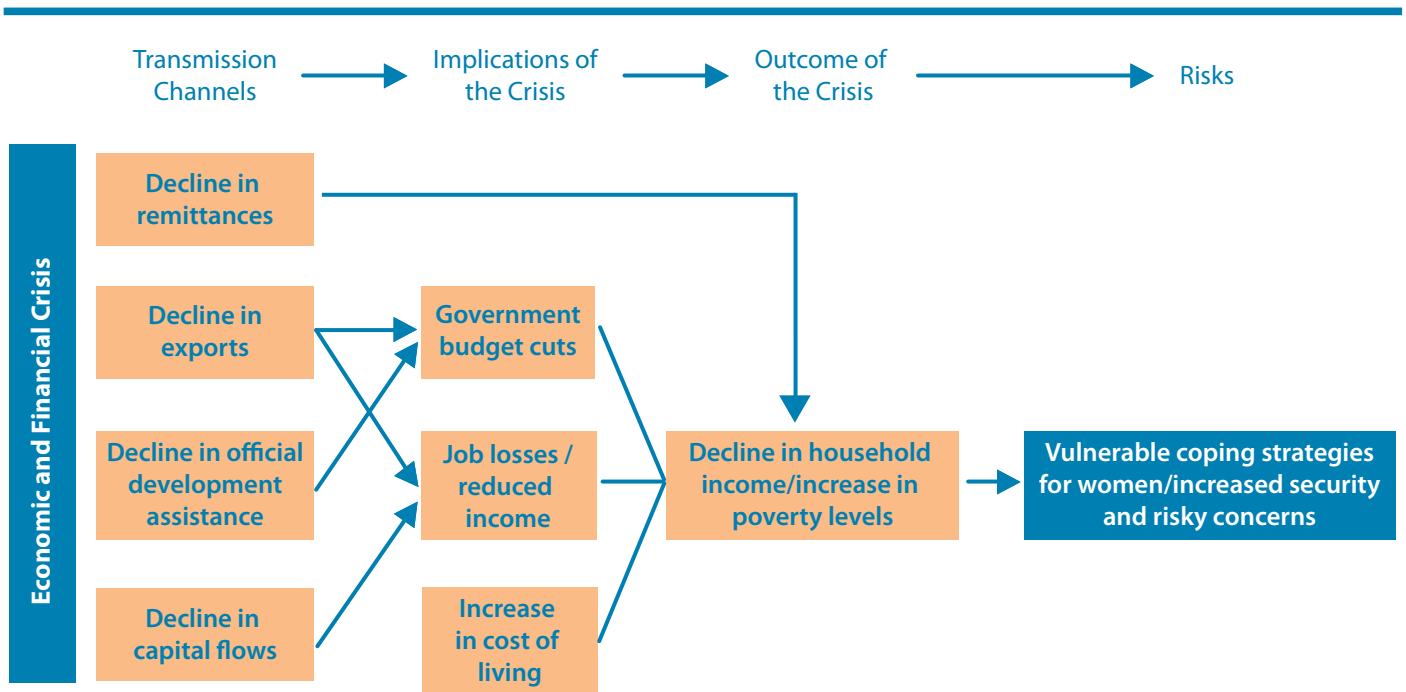 Transmission
Channels
Implications of
the Crisis
Outcome of
the Crisis
Risks
Economic and Financial Crisis
Decline in
remittances
Decline in
exports
Decline in official
development
assistance
Decline in
capital flows
Government
budget cuts
Job losses /
reduced
income
Increase
in cost of
living
Decline in household
income/increase in
poverty levels
Vulnerable coping strategies
for women/increased security
and risky concerns